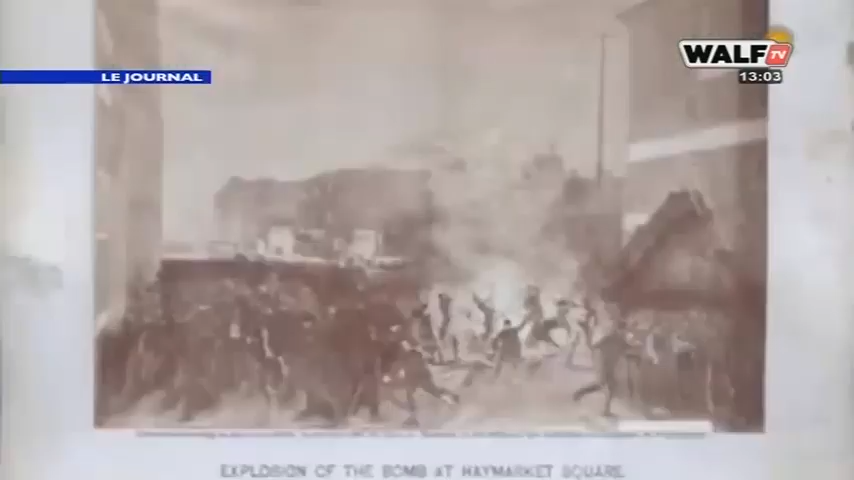 WALF TV
LE JOURNAL
13:03
EXPLOSION OF THE BOMB AT HAYMARKET SQUARE